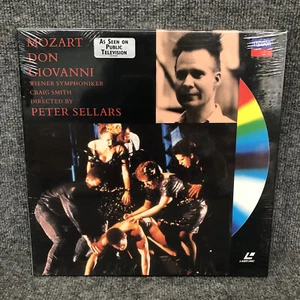 MOZART
DON
GIOVANNI
WIENER SYMPHONIKER
CRAIG SMITH
DIRECTED BY
PETER SELLARS
AS SEEN ON
PUBLIC
TELEVISION